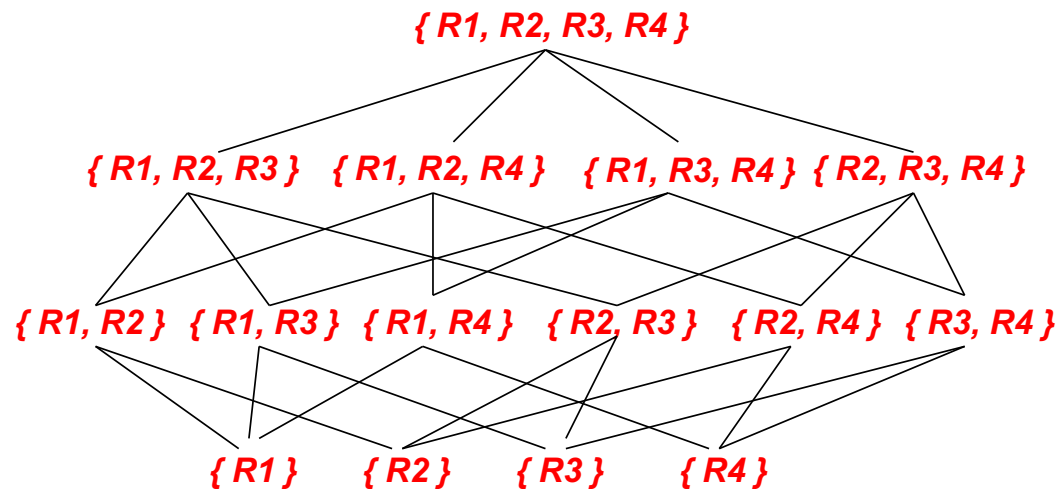 { R1, R2, R3, R4 }
{ R1, R2, R3 } { R1, R2, R4 } { R1, R3, R4 } { R2, R3, R4 }
{ R1, R2 } { R1, R3 } { R1, R4 } { R2, R3 } { R2, R4 } { R3, R4 }
{ R1 } { R2 } { R3 } { R4 }